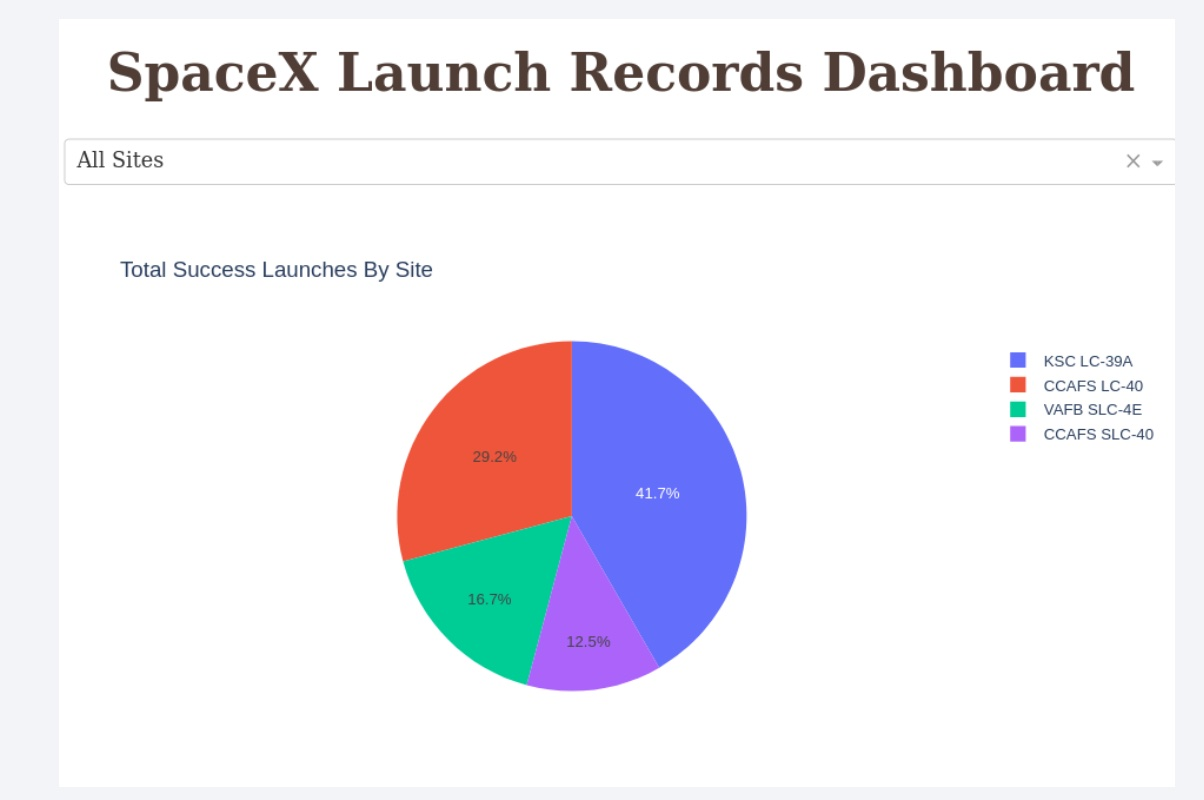 SpaceX Launch Records Dashboard
All Sites
Total Success Launches By Site
KSC LC-39A
CCAFS LC-40
VAFB SLC-4E
CCAFS SLC-40
29.2%
41.7%
16.7%
12.5%